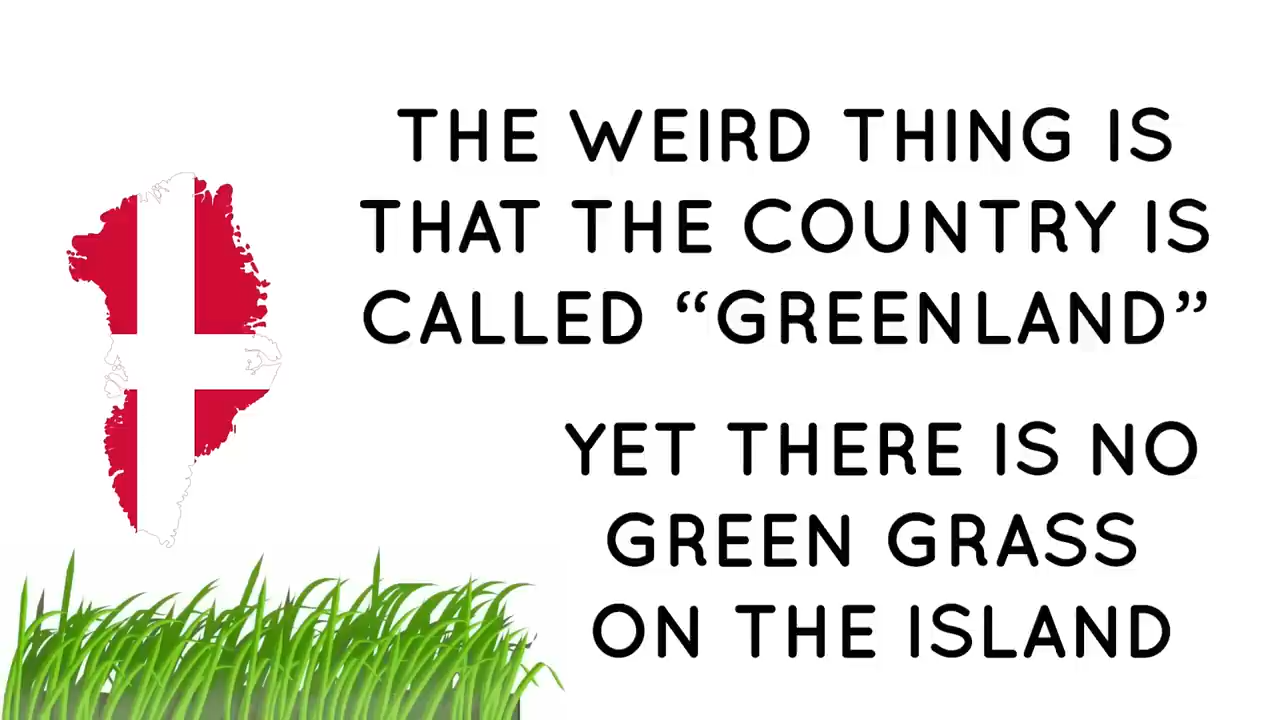 THE WEIRD THING IS
THAT THE COUNTRY IS
CALLED “GREENLAND”
YET THERE IS NO
GREEN GRASS
ON THE ISLAND